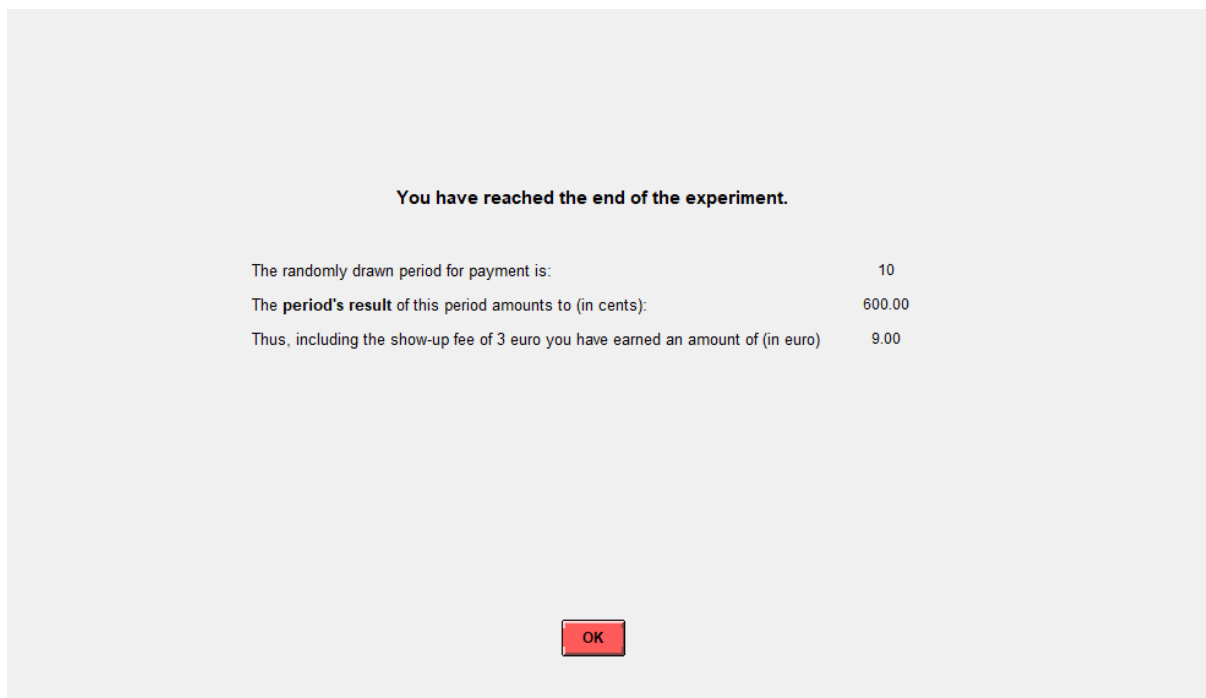 You have reached the end of the experiment.
The randomly drawn period for payment is: 10
The period's result of this period amounts to (in cents): 600.00
Thus, including the show-up fee of 3 euro you have earned an amount of (in euro) 9.00
OK